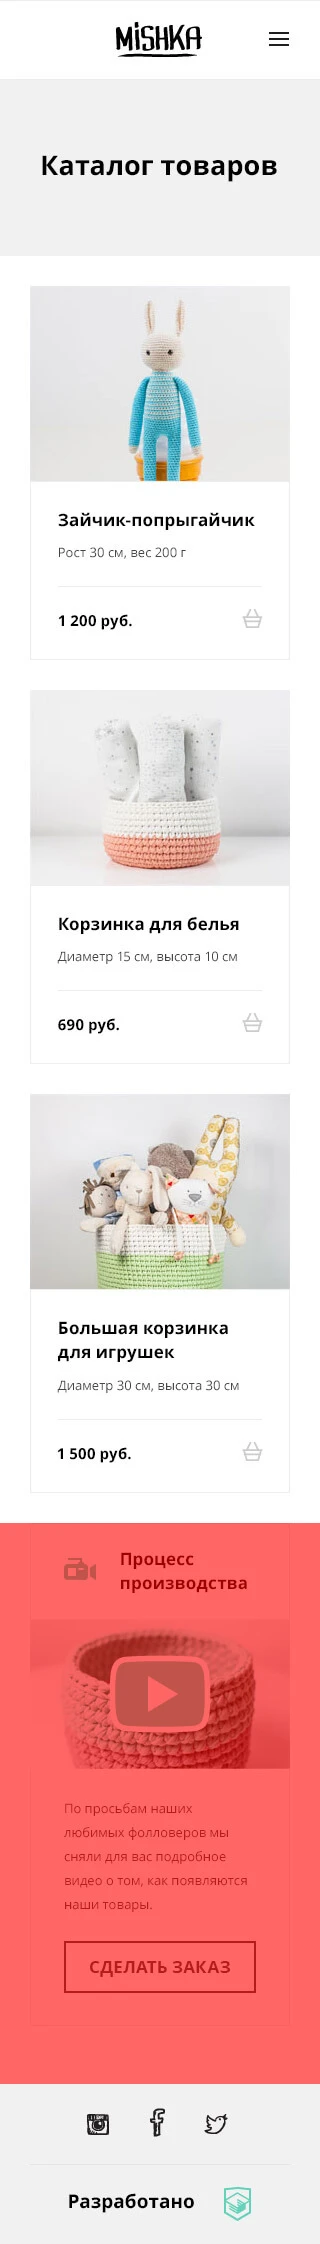 MiSHKA
Каталог товаров
Зайчик-попрыгайчик
Рост 30 см, вес 200 г
1 200 руб.
Корзинка для белья
Диаметр 15 см, высота 10 см
690 руб.
Большая корзинка
для игрушек
Диаметр 30 см, высота 30 см
1 500 руб.
Процесс
производства
По просьбам наших
любимых фолловеров мы
сняли для вас подробное
видео о том, как появляются
наши товары.
СДЕЛАТЬ ЗАКАЗ
Разработано